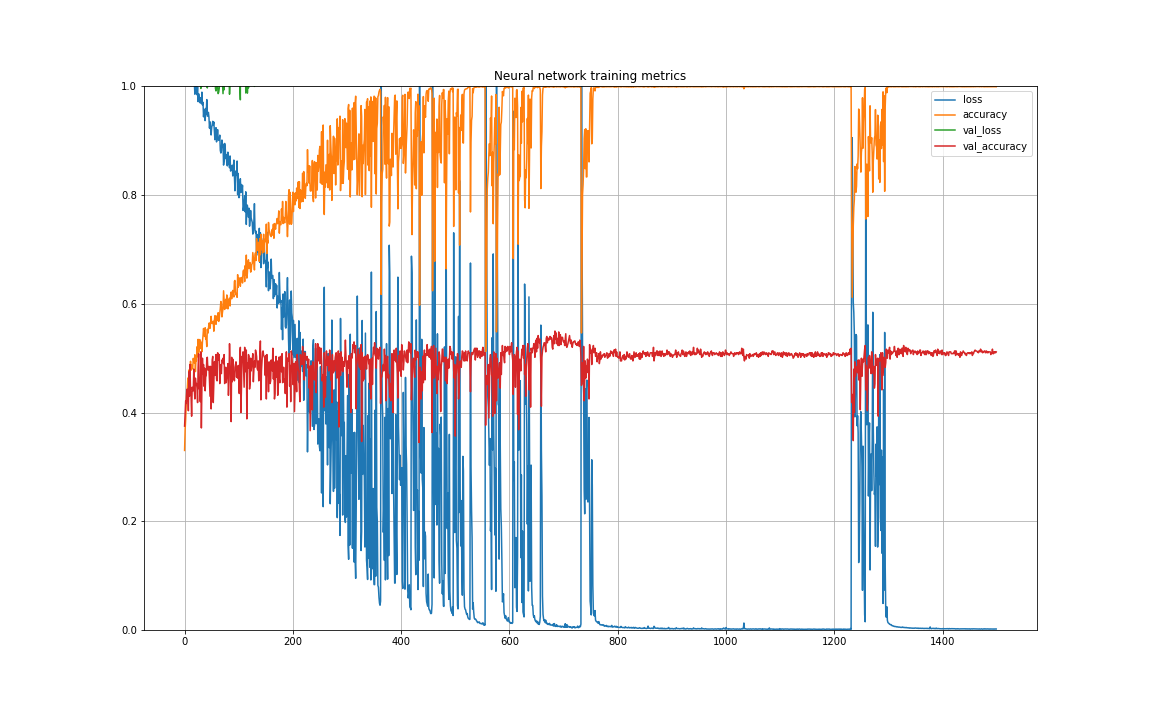 Neural network training metrics
1.0
0.8
0.6
0.4
0.2
0.0
0 200 400 600 800 1000 1200 1400
loss
accuracy
val_loss
val_accuracy